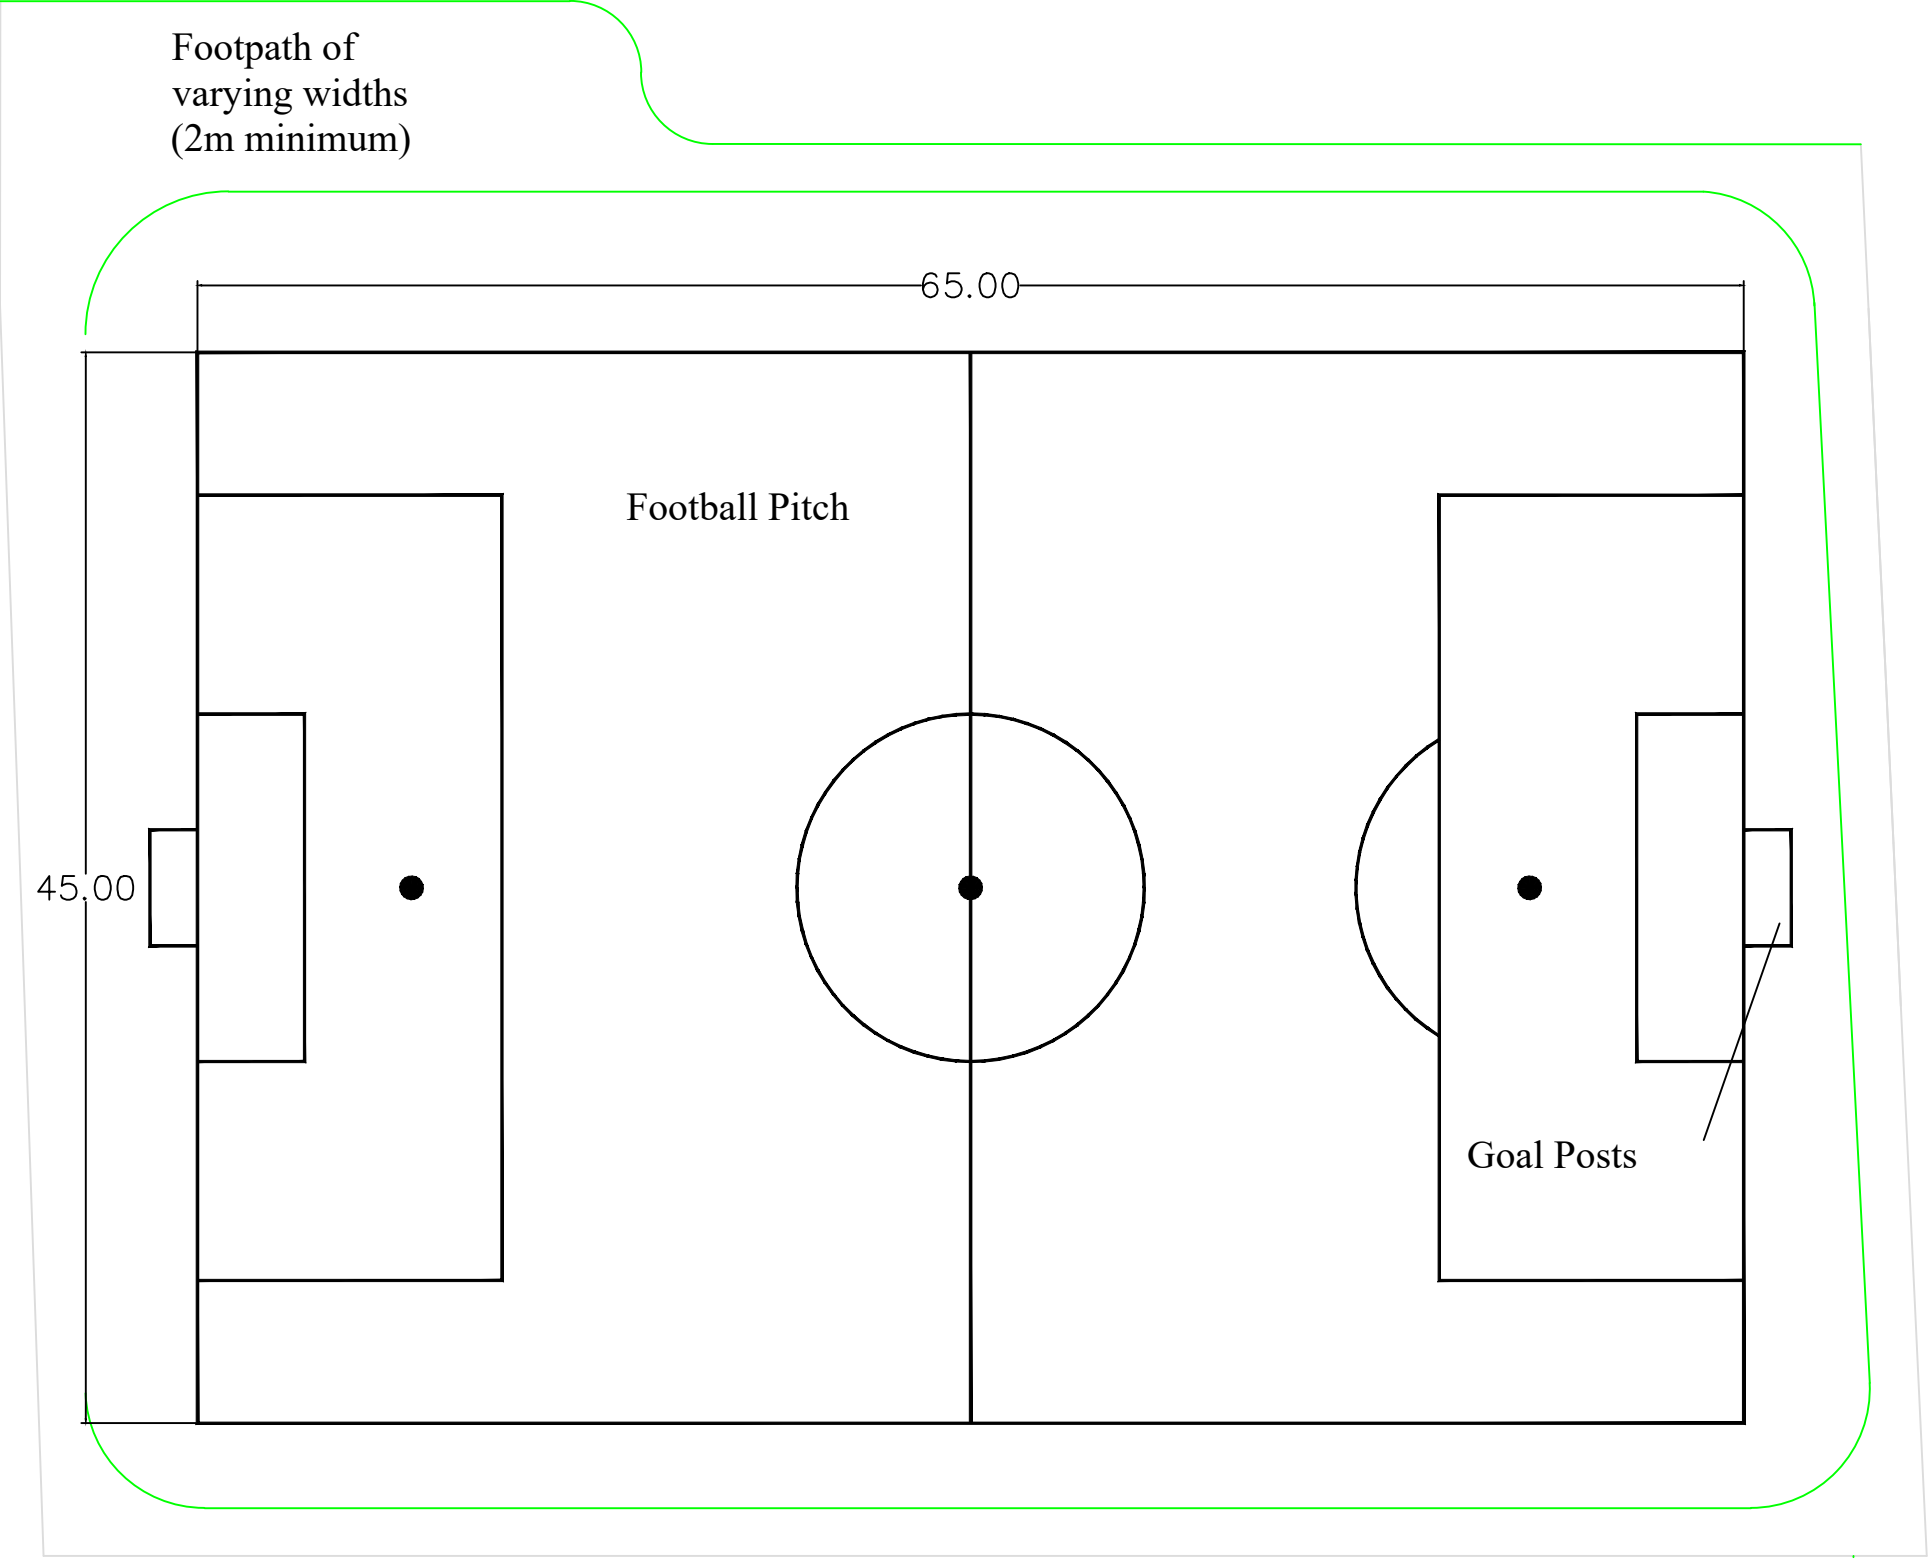 Footpath of
varying widths
(2m minimum)
65.00
Football Pitch
45.00
Goal Posts